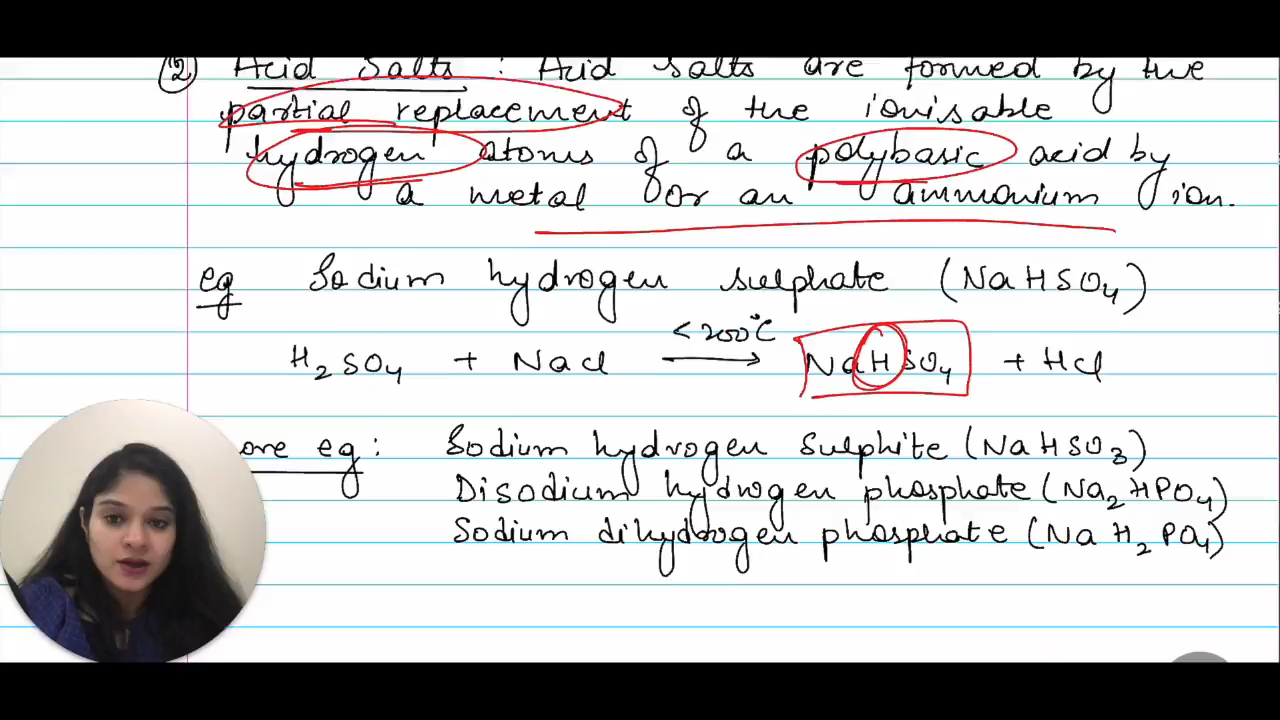 ② Acid Salts : Acid salts are formed by the
partial replacement of the ionisable
hydrogen atoms of a polybasic acid by
a metal or an ammonium ion.
eg Sodium hydrogen sulphate (NaHSO₄)
H₂SO₄ + NaCl <200°C → NaHSO₄ + HCl
ore eg : Sodium hydrogen sulphite (NaHSO₃)
Disodium hydrogen phosphate (Na₂HPO₄)
Sodium dihydrogen phosphate (NaH₂PO₄)